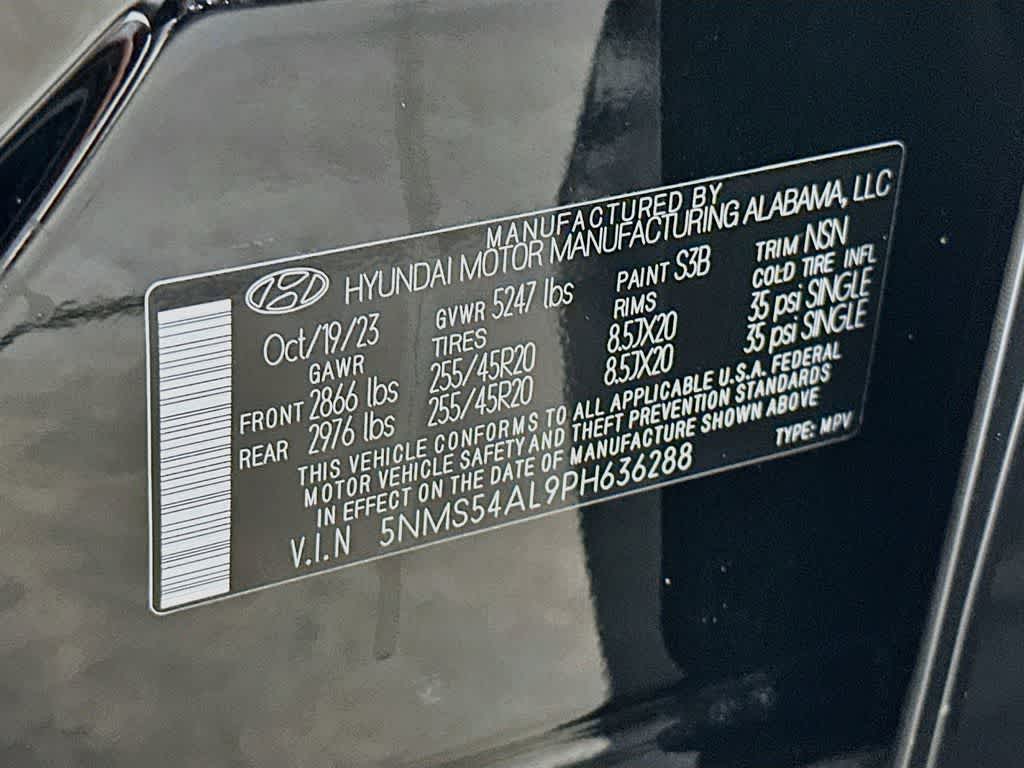 MANUFACTURED BY
HYUNDAI MOTOR MANUFACTURING ALABAMA, LLC
Oct/19/23 GVWR 5247 lbs PAINT S3B TRIM NSN
GAWR TIRES RIMS COLD TIRE INFL
FRONT 2866 lbs 255/45R20 8.5JX20 35 psi SINGLE
REAR 2976 lbs 255/45R20 8.5JX20 35 psi SINGLE
THIS VEHICLE CONFORMS TO ALL APPLICABLE U.S.A. FEDERAL
MOTOR VEHICLE SAFETY AND THEFT PREVENTION STANDARDS
IN EFFECT ON THE DATE OF MANUFACTURE SHOWN ABOVE
V.I.N 5NMS54AL9PH636288 TYPE: MPV